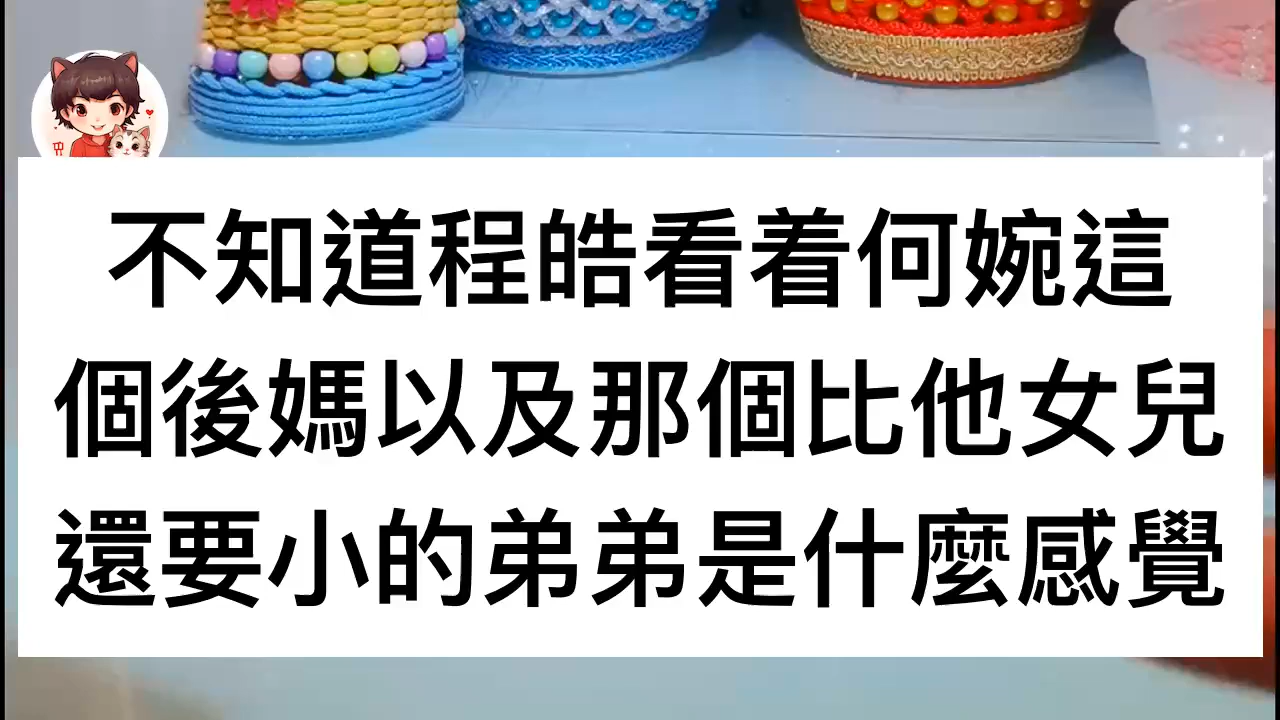 不知道程皓看着何婉這
個後媽以及那個比他女兒
還要小的弟弟是什麼感覺